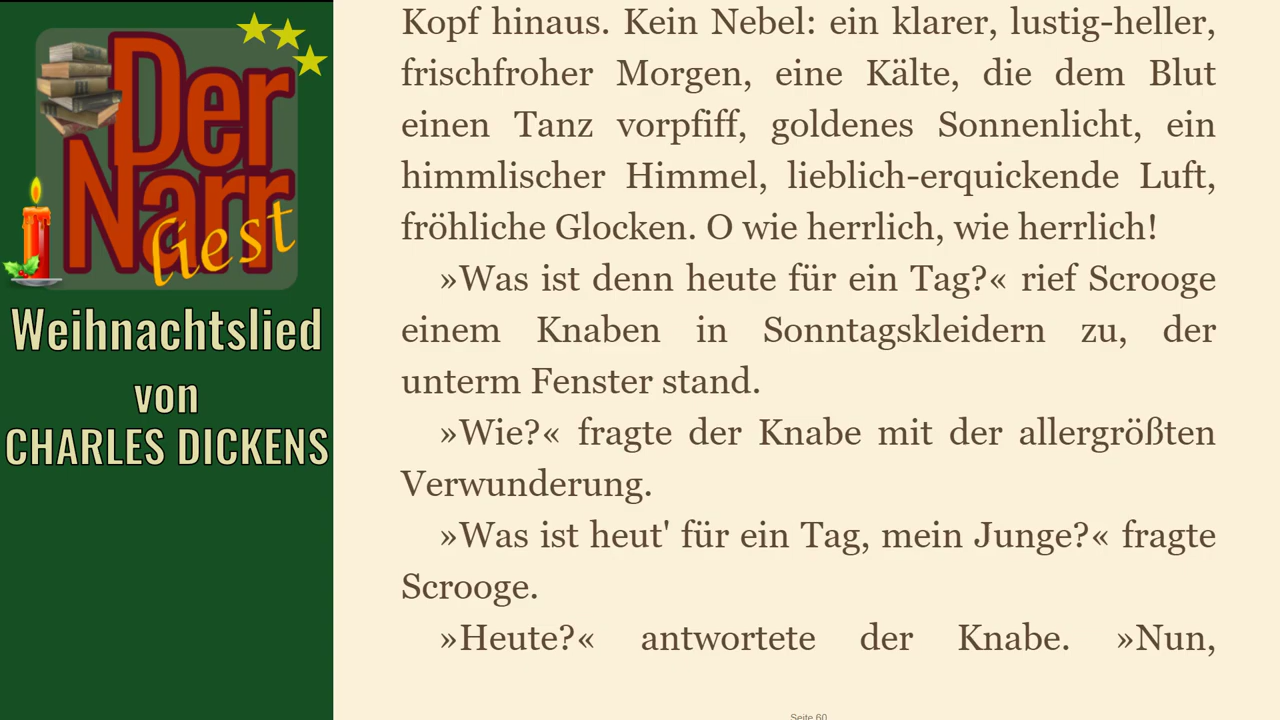 Der
Narr
liest
Weihnachtslied
von
CHARLES DICKENS
Kopf hinaus. Kein Nebel: ein klarer, lustig-heller,
frischfroher Morgen, eine Kälte, die dem Blut
einen Tanz vorpfiff, goldenes Sonnenlicht, ein
himmlischer Himmel, lieblich-erquickende Luft,
fröhliche Glocken. O wie herrlich, wie herrlich!
»Was ist denn heute für ein Tag?« rief Scrooge
einem Knaben in Sonntagskleidern zu, der
unterm Fenster stand.
»Wie?« fragte der Knabe mit der allergrößten
Verwunderung.
»Was ist heut' für ein Tag, mein Junge?« fragte
Scrooge.
»Heute?« antwortete der Knabe. »Nun,
Seite 60